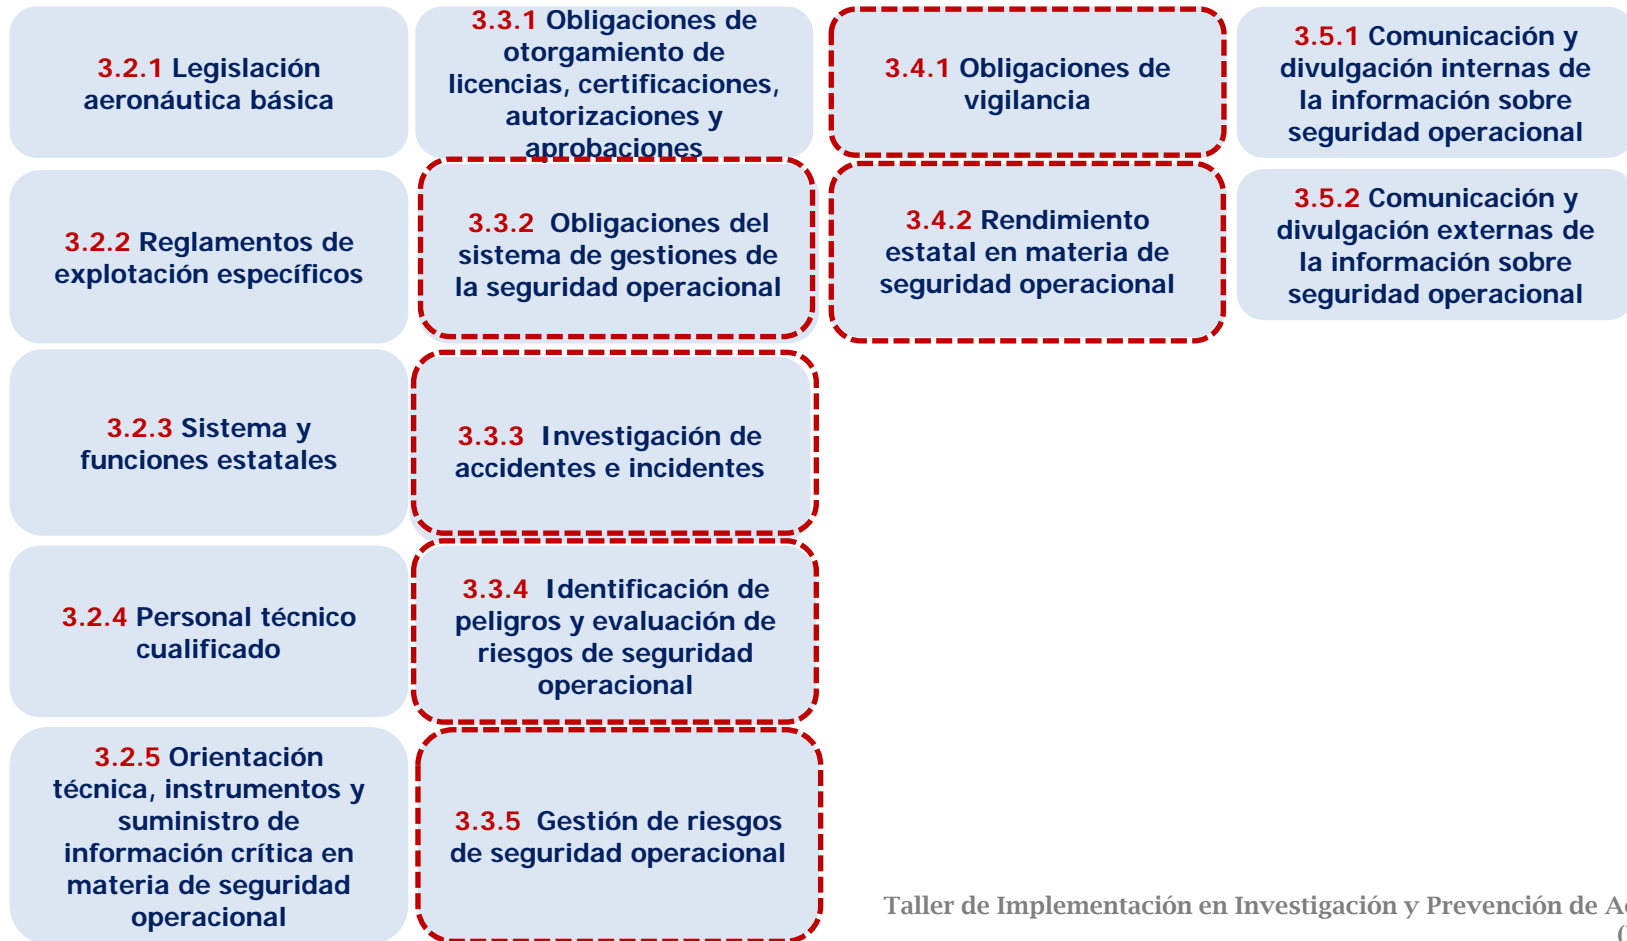 3.2.1 Legislación
aeronáutica básica
3.2.2 Reglamentos de
explotación específicos
3.2.3 Sistema y
funciones estatales
3.2.4 Personal técnico
cualificado
3.2.5 Orientación
técnica, instrumentos y
suministro de
información crítica en
materia de seguridad
operacional
3.3.1 Obligaciones de
otorgamiento de
licencias, certificaciones,
autorizaciones y
aprobaciones
3.3.2 Obligaciones del
sistema de gestiones de
la seguridad operacional
3.3.3 Investigación de
accidentes e incidentes
3.3.4 Identificación de
peligros y evaluación de
riesgos de seguridad
operacional
3.3.5 Gestión de riesgos
de seguridad operacional
3.4.1 Obligaciones de
vigilancia
3.4.2 Rendimiento
estatal en materia de
seguridad operacional
3.5.1 Comunicación y
divulgación internas de
la información sobre
seguridad operacional
3.5.2 Comunicación y
divulgación externas de
la información sobre
seguridad operacional
Taller de Implementación en Investigación y Prevención de